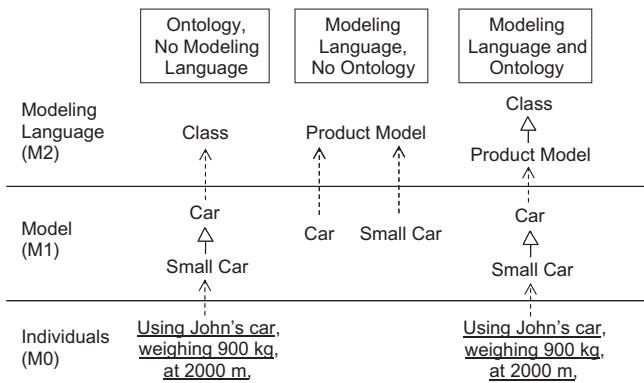 Ontology,
No Modeling
Language
Modeling
Language,
No Ontology
Modeling
Language and
Ontology
Modeling
Language
(M2)
Class
Product Model
Class
Product Model
Model
(M1)
Car
Small Car
Car
Small Car
Car
Small Car
Individuals
(M0)
Using John's car,
weighing 900 kg,
at 2000 m,
Using John's car,
weighing 900 kg,
at 2000 m,